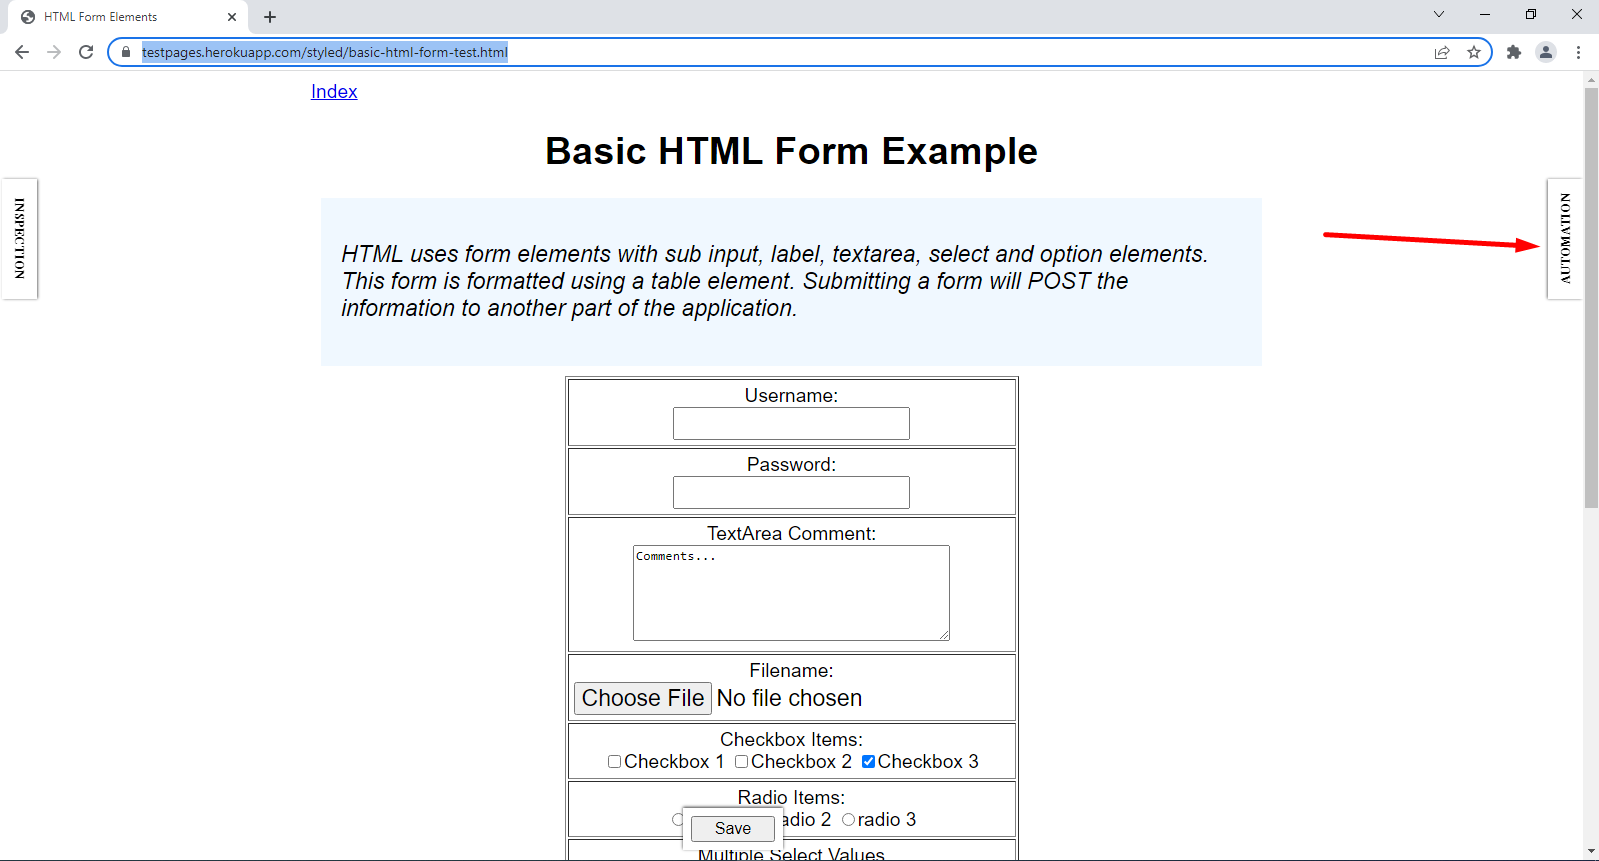 HTML Form Elements
testpages.herokuapp.com/styled/basic-html-form-test.html
Index
Basic HTML Form Example
INSPECTION
AUTOMATION
HTML uses form elements with sub input, label, textarea, select and option elements.
This form is formatted using a table element. Submitting a form will POST the
information to another part of the application.
Username:
Password:
TextArea Comment:
Comments...
Filename:
Choose File No file chosen
Checkbox Items:
Checkbox 1 Checkbox 2 Checkbox 3
Radio Items:
adio 2 radio 3
Save
Multiple Select Values